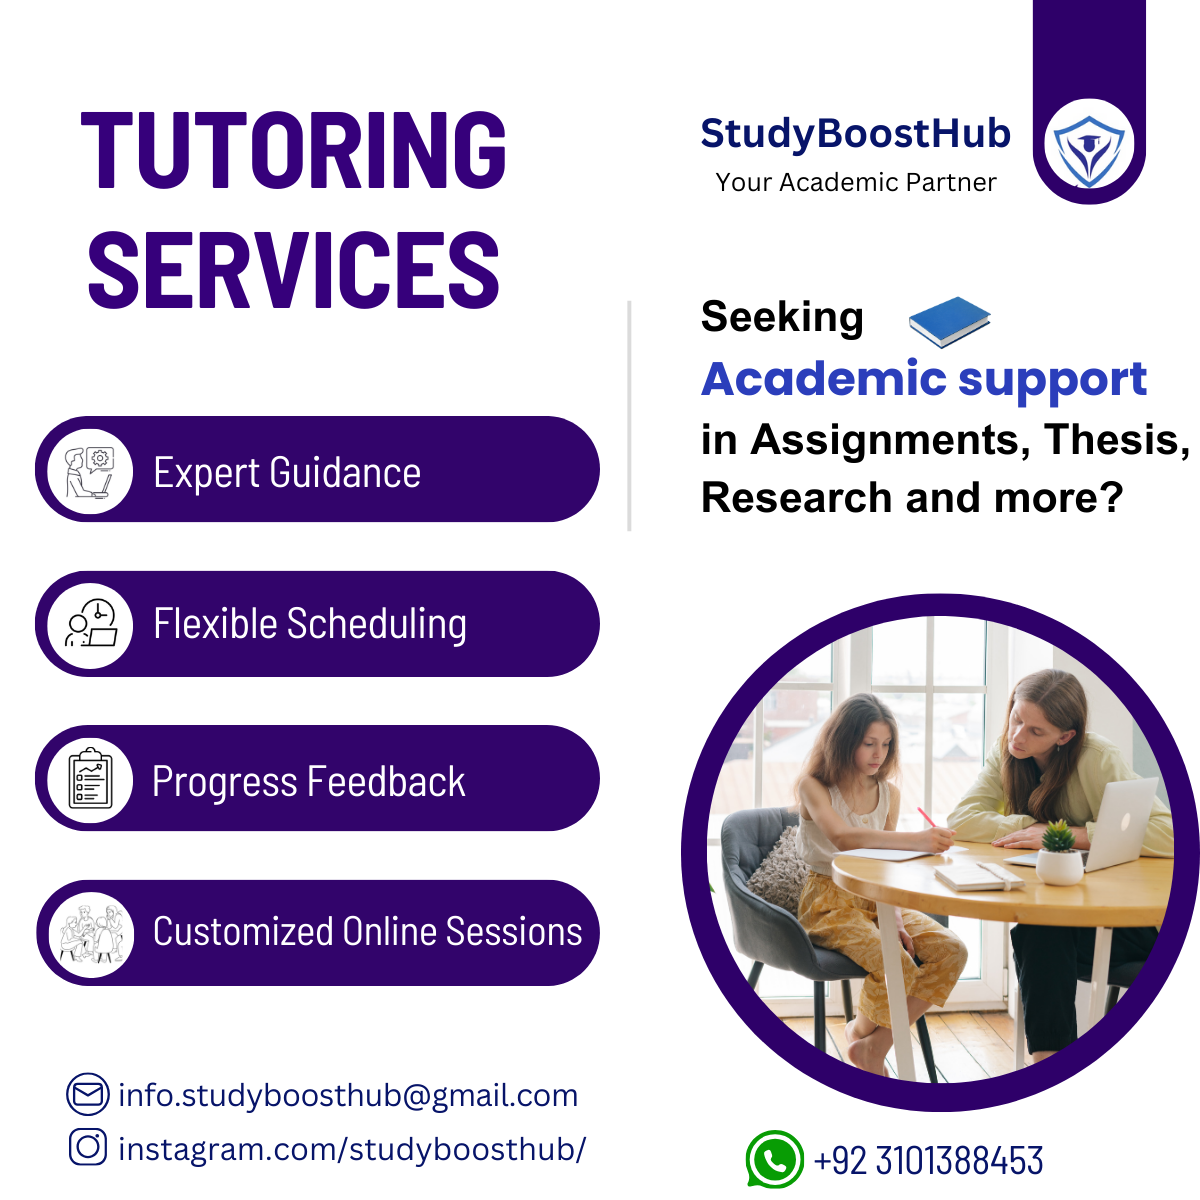 TUTORING
SERVICES
StudyBoostHub
Your Academic Partner
Seeking
Academic support
in Assignments, Thesis,
Research and more?
Expert Guidance
Flexible Scheduling
Progress Feedback
Customized Online Sessions
info.studyboosthub@gmail.com
instagram.com/studyboosthub/
+92 3101388453